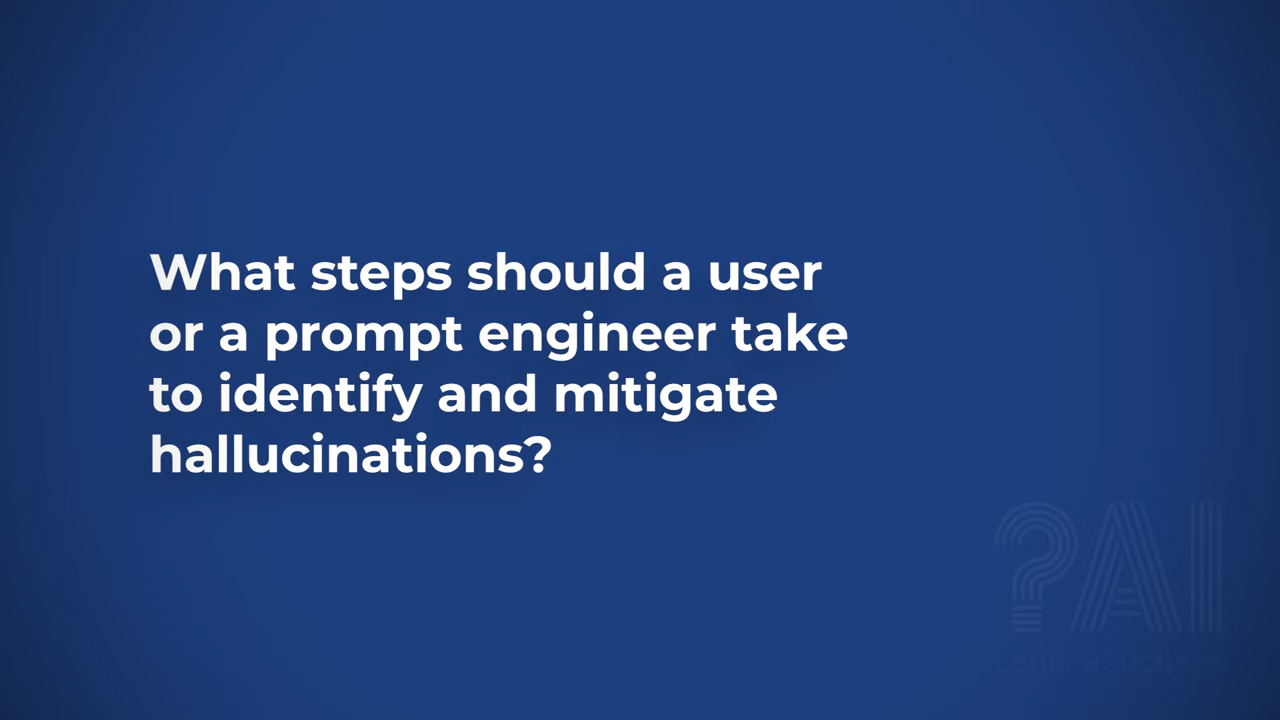 What steps should a user
or a prompt engineer take
to identify and mitigate
hallucinations?
?AI